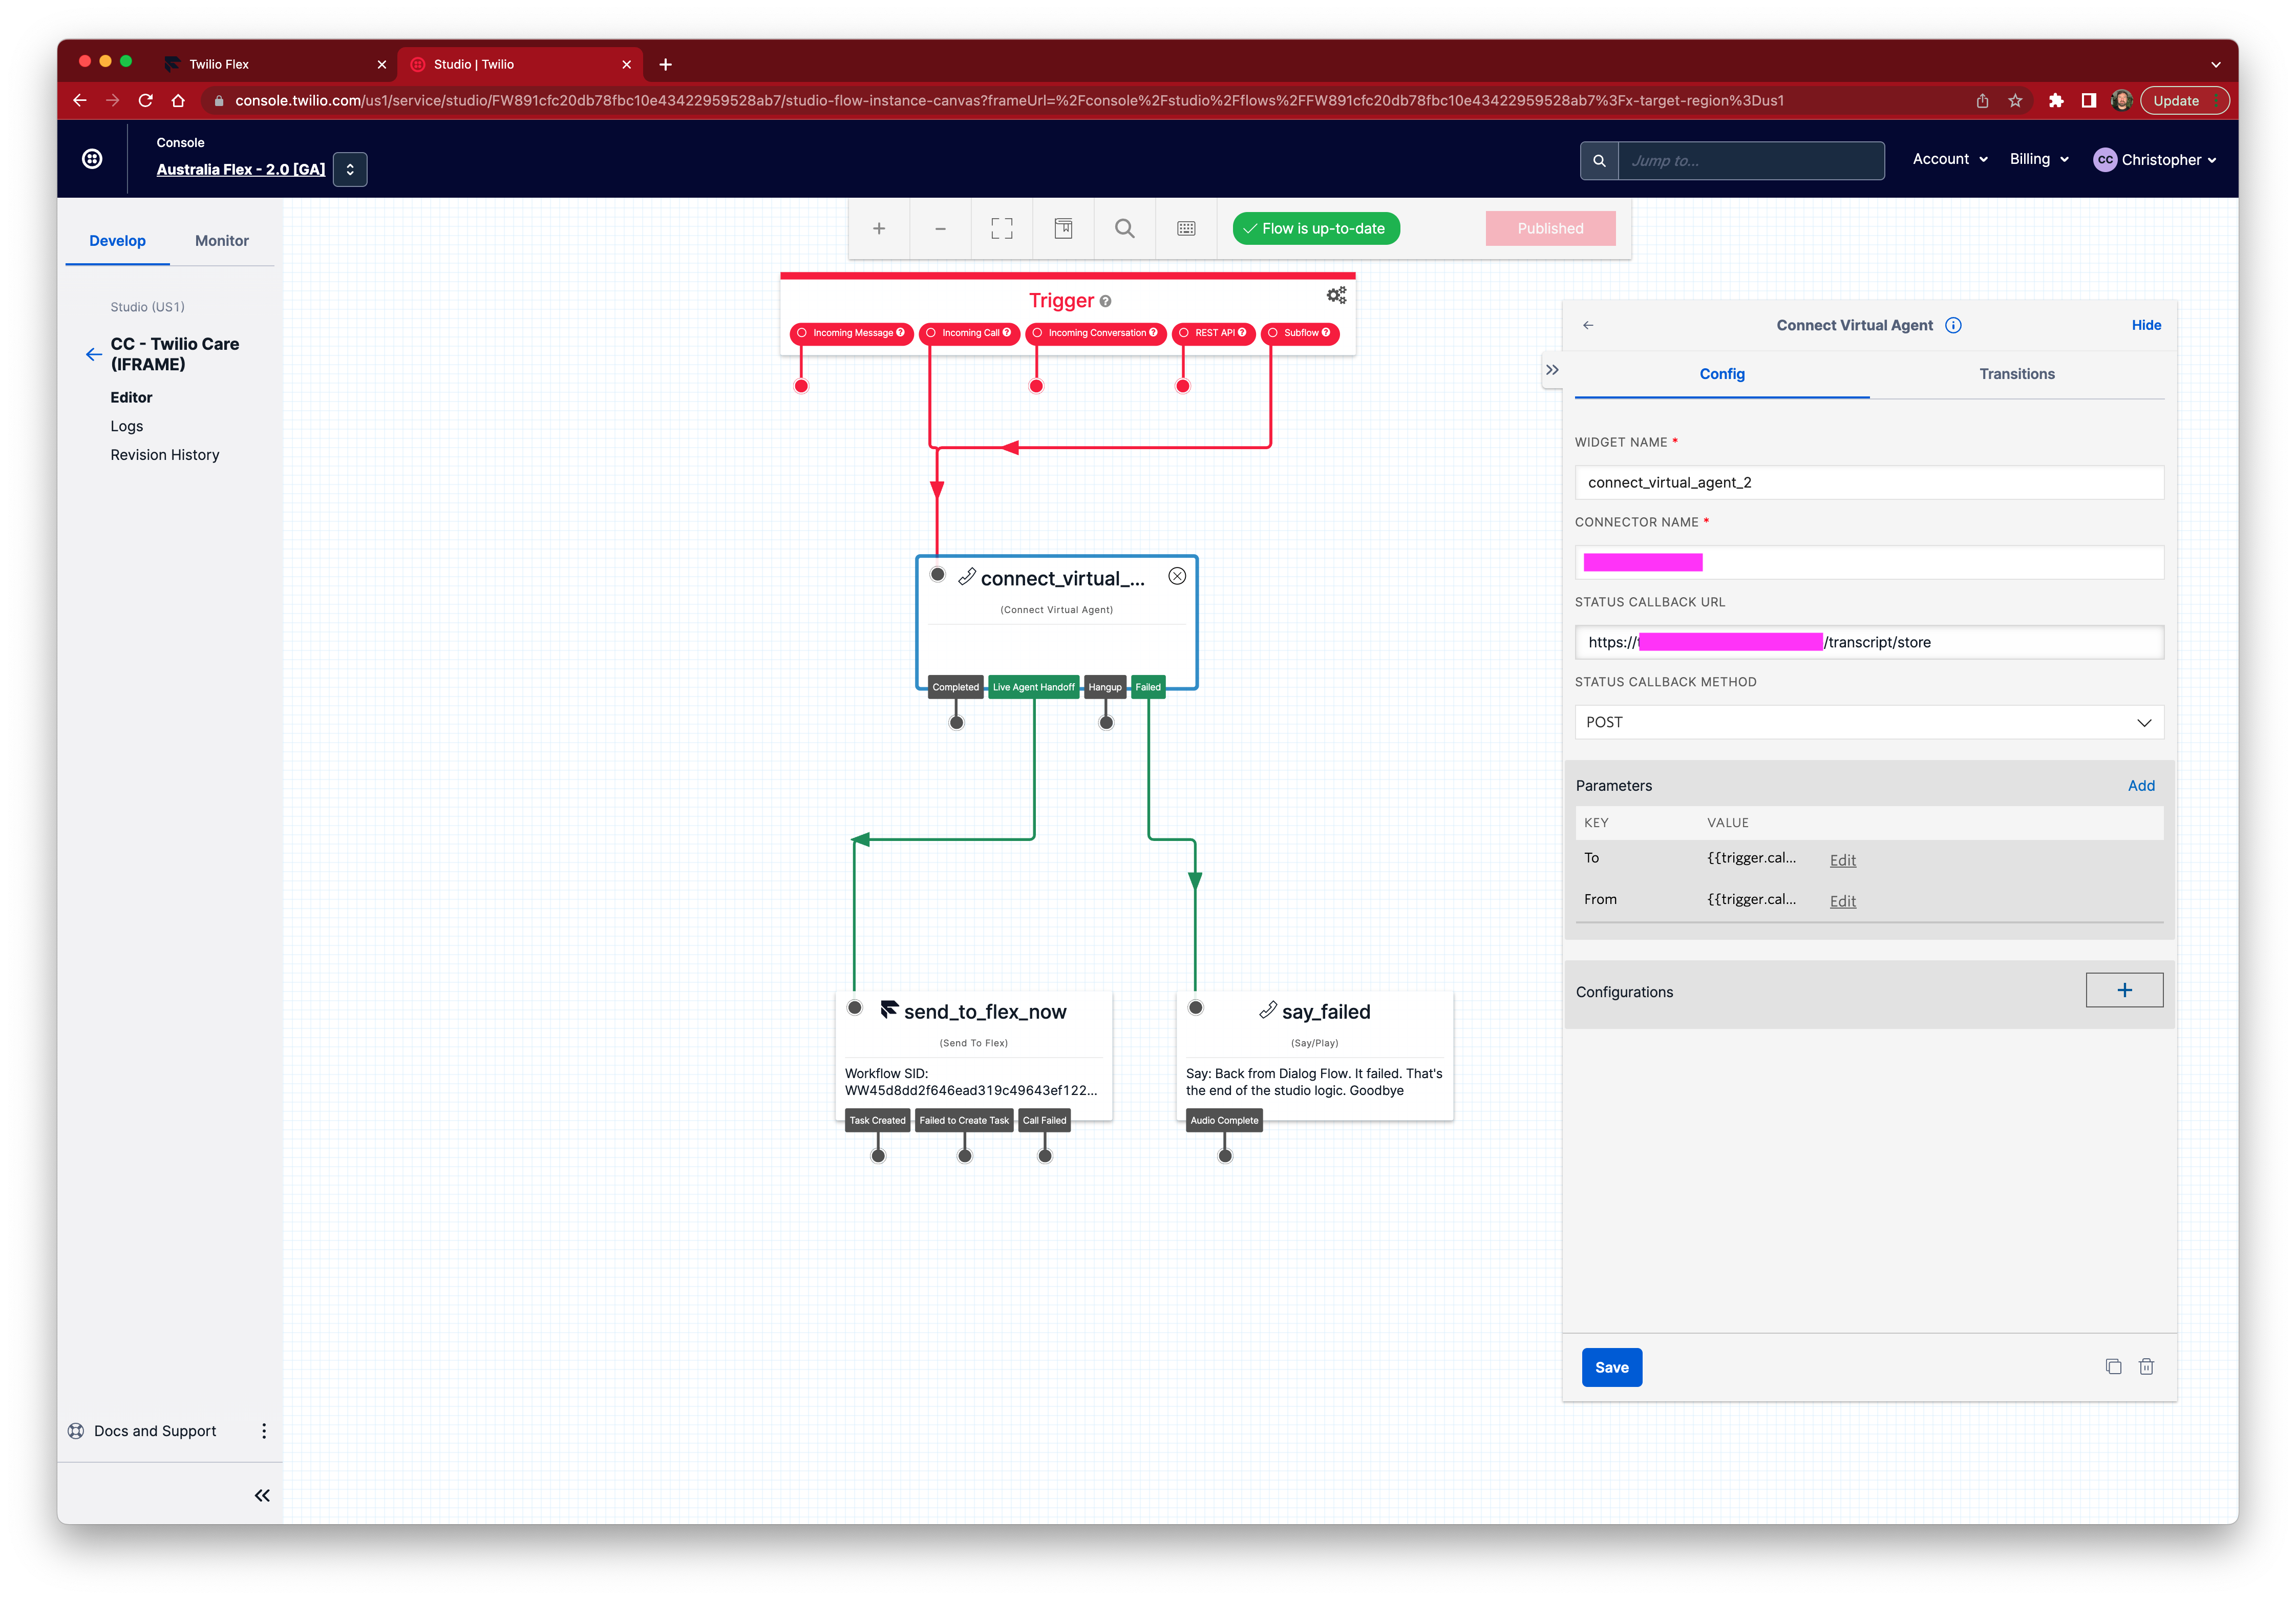 Twilio Flex
Studio | Twilio
console.twilio.com/us1/service/studio/FW891cfc20db78fbc10e43422959528ab7/studio-flow-instance-canvas?frameUrl=%2Fconsole%2Fstudio%2Fflows%2FFW891cfc20db78fbc10e43422959528ab7%3Fx-target-region%3Dus1
Update
Console
Australia Flex - 2.0 [GA]
Jump to...
Account
Billing
CC
Christopher
Develop
Monitor
Studio (US1)
CC - Twilio Care
(IFRAME)
Editor
Logs
Revision History
Docs and Support
Flow is up-to-date
Published
Trigger
Incoming Message
Incoming Call
Incoming Conversation
REST API
Subflow
connect_virtual_...
(Connect Virtual Agent)
Completed
Live Agent Handoff
Hangup
Failed
send_to_flex_now
(Send To Flex)
Workflow SID:
WW45d8dd2f646ead319c49643ef122...
Task Created
Failed to Create Task
Call Failed
say_failed
(Say/Play)
Say: Back from Dialog Flow. It failed. That's
the end of the studio logic. Goodbye
Audio Complete
Connect Virtual Agent
Hide
Config
Transitions
WIDGET NAME *
connect_virtual_agent_2
CONNECTOR NAME *
STATUS CALLBACK URL
https:// /transcript/store
STATUS CALLBACK METHOD
POST
Parameters
Add
KEY VALUE
To {{trigger.cal... Edit
From {{trigger.cal... Edit
Configurations
Save